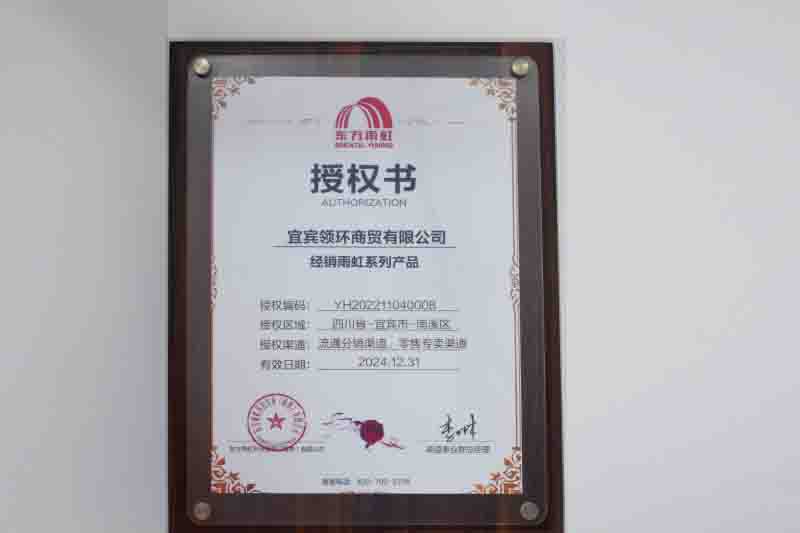 东方雨虹
ORIENTAL YUHONG
授权书
AUTHORIZATION
宜宾领环商贸有限公司
经销雨虹系列产品
授权编码： YH20221104000B
授权区域： 四川省-宜宾市-南溪区
授权渠道： 流通分销渠道、零售专卖渠道
有效日期： 2024.12.31